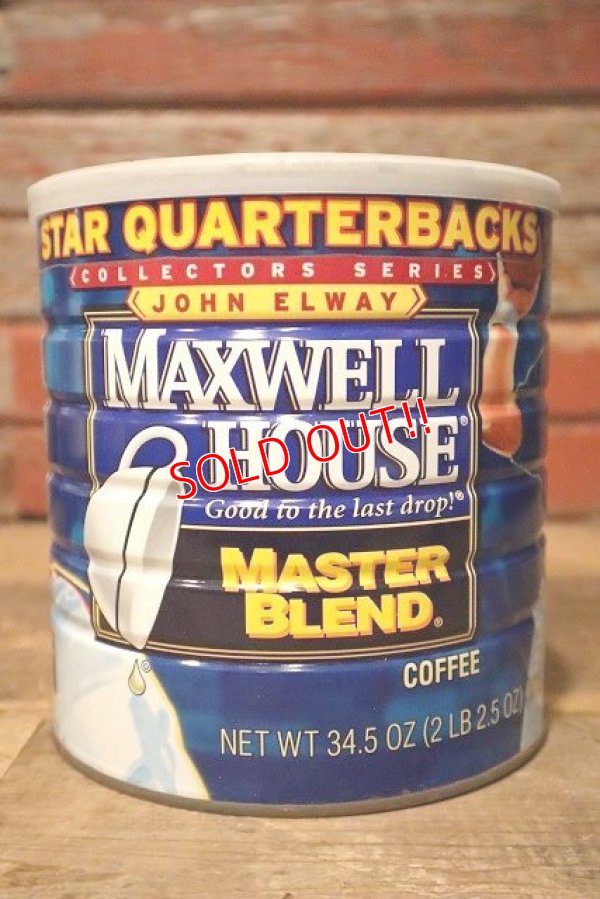 STAR QUARTERBACKS
COLLECTORS SERIES
JOHN ELWAY
MAXWELL
HOUSE®
SOLD OUT!!
Good to the last drop!®
MASTER
BLEND®
COFFEE
NET WT 34.5 OZ (2 LB 2.5 OZ)